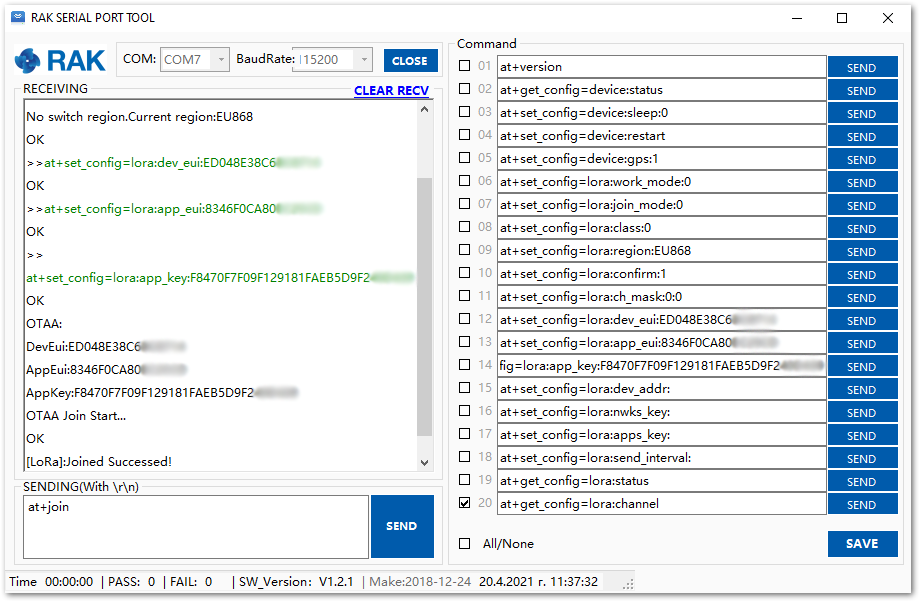 RAK SERIAL PORT TOOL
RAK
COM: COM7 BaudRate: 115200 CLOSE
RECEIVING CLEAR RECV
No switch region.Current region:EU868
OK
>>at+set_config=lora:dev_eui:ED048E38C6
OK
>>at+set_config=lora:app_eui:8346F0CA80
OK
>>
at+set_config=lora:app_key:F8470F7F09F129181FAEB5D9F2
OK
OTAA:
DevEui:ED048E38C6
AppEui:8346F0CA80
AppKey:F8470F7F09F129181FAEB5D9F2
OTAA Join Start...
OK
[LoRa]:Joined Successed!
SENDING(With \r\n)
at+join
SEND
Command
01 at+version SEND
02 at+get_config=device:status SEND
03 at+set_config=device:sleep:0 SEND
04 at+set_config=device:restart SEND
05 at+set_config=device:gps:1 SEND
06 at+set_config=lora:work_mode:0 SEND
07 at+set_config=lora:join_mode:0 SEND
08 at+set_config=lora:class:0 SEND
09 at+set_config=lora:region:EU868 SEND
10 at+set_config=lora:confirm:1 SEND
11 at+set_config=lora:ch_mask:0:0 SEND
12 at+set_config=lora:dev_eui:ED048E38C6 SEND
13 at+set_config=lora:app_eui:8346F0CA80 SEND
14 fig=lora:app_key:F8470F7F09F129181FAEB5D9F2 SEND
15 at+set_config=lora:dev_addr: SEND
16 at+set_config=lora:nwks_key: SEND
17 at+set_config=lora:apps_key: SEND
18 at+set_config=lora:send_interval: SEND
19 at+get_config=lora:status SEND
20 at+get_config=lora:channel SEND
All/None SAVE
Time 00:00:00 | PASS: 0 | FAIL: 0 | SW_Version: V1.2.1 | Make:2018-12-24 20.4.2021 г. 11:37:32